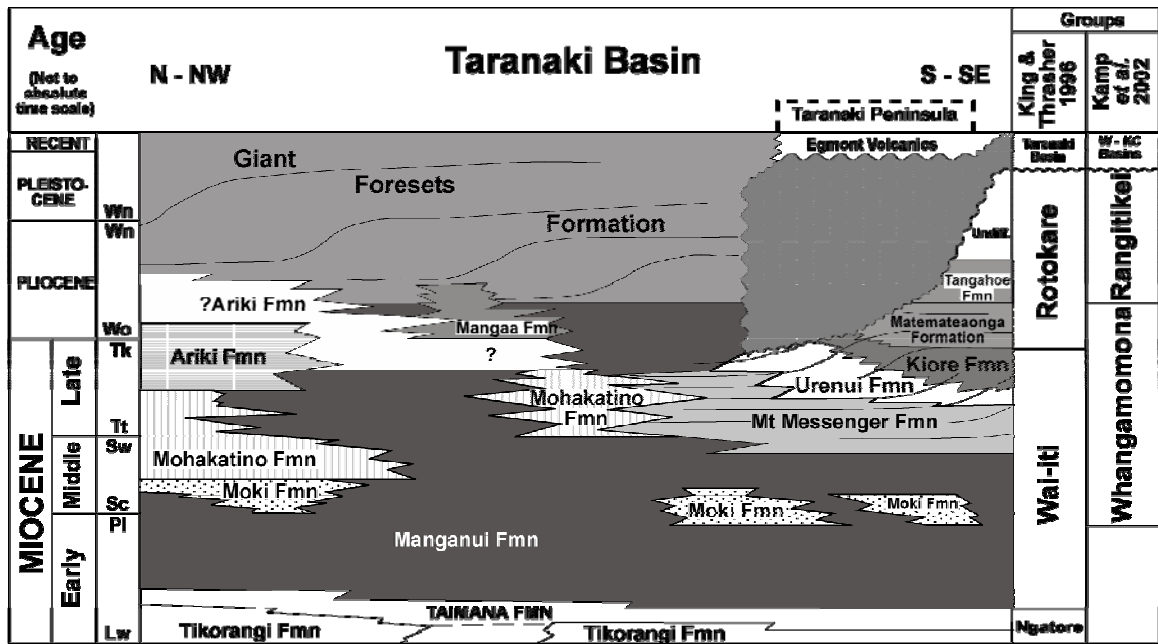 Groups
Age
(Not to
absolute
time scale)
N - NW
Taranaki Basin
S - SE
Taranaki Peninsula
King &
Thrasher
1996
Kamp
et al.
2002
RECENT
Egmont Volcanics
Taranaki
Basin
W - KC
Basins
Giant
Foresets
Formation
PLEISTO-
CENE
Wn
Wn
Undiff.
Rotokare
Rangitikei
PLIOCENE
?Ariki Fmn
Tangahoe
Fmn
Mangaa Fmn
Matemateaonga
Formation
Wo
Tk
Ariki Fmn
?
Kiore Fmn
Late
Mohakatino
Fmn
Urenui Fmn
Mt Messenger Fmn
Tt
Sw
Mohakatino Fmn
MIOCENE
Middle
Moki Fmn
Moki Fmn
Moki Fmn
Sc
Pl
Wai-iti
Whangamomona
Manganui Fmn
Early
TAIMANA FMN
Tikorangi Fmn
Tikorangi Fmn
Lw
Ngatoro